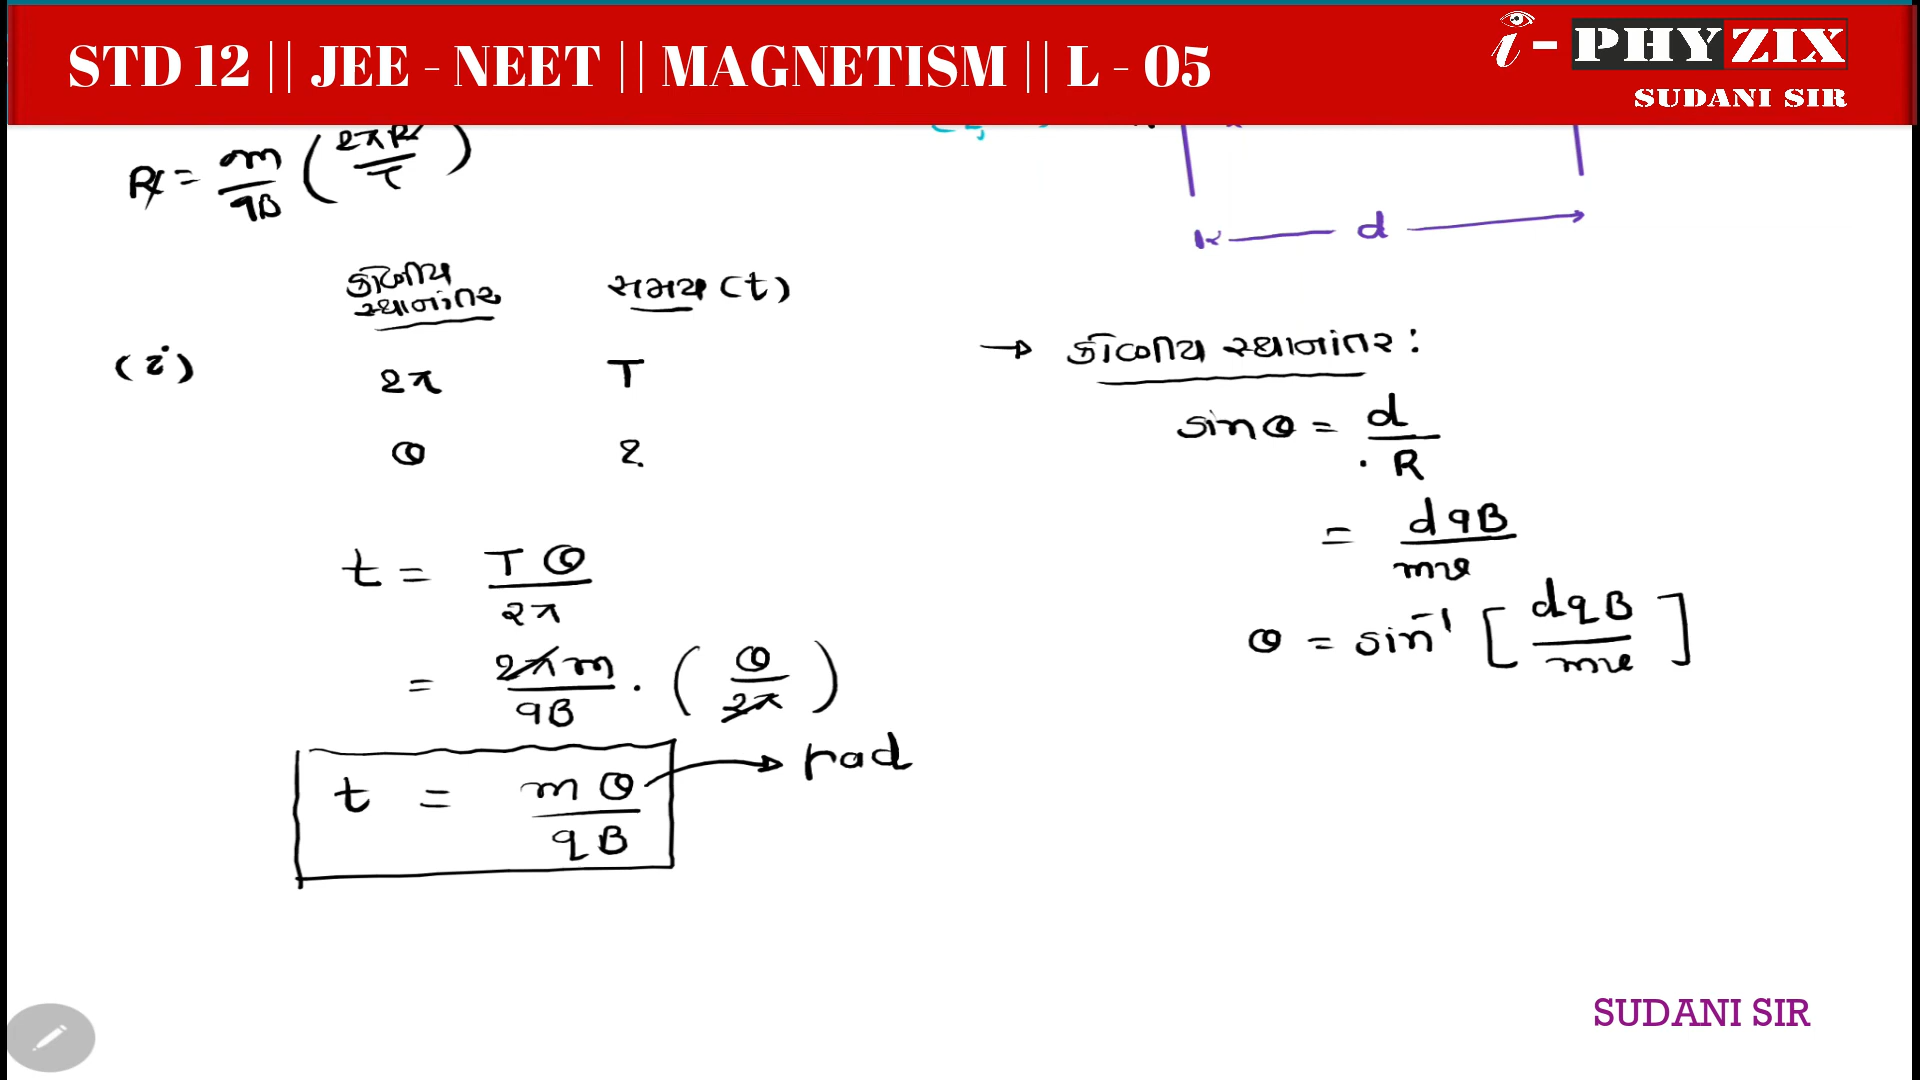 STD 12 || JEE - NEET || MAGNETISM || L - 05
i - PHYZIX
SUDANI SIR
R = m/qB (2πR/T)
d
કોણીય સ્થાનાંતર સમય (t)
(i) 2π T
θ ?
t = Tθ/2π
= 2πm/qB · (θ/2π)
t = mθ/qB → rad
→ કોણીય સ્થાનાંતર :
sinθ = d/R
= dqB/mv
θ = sin⁻¹ [dqB/mv]
SUDANI SIR